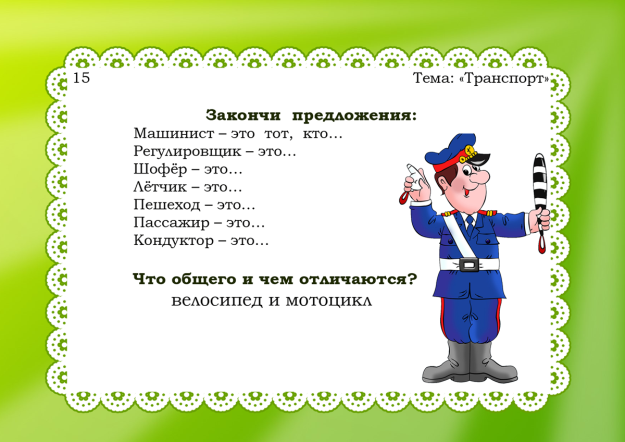 15
Тема: «Транспорт»
Закончи предложения:
Машинист – это тот, кто…
Регулировщик – это…
Шофёр – это…
Лётчик – это…
Пешеход – это…
Пассажир – это…
Кондуктор – это…
Что общего и чем отличаются?
велосипед и мотоцикл